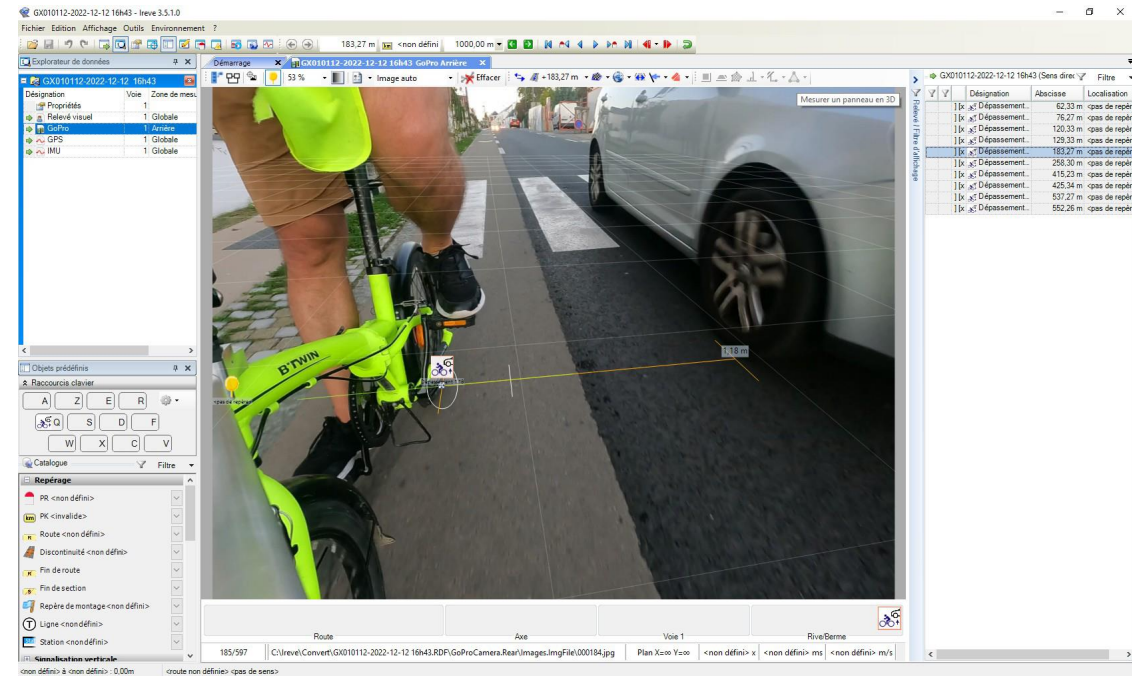 GX010112-2022-12-12 16h43 - Ireve 3.5.1.0
Fichier Edition Affichage Outils Environnement ?
183,27 m <non défini 1000,00 m
Explorateur de données
GX010112-2022-12-12 16h43
Désignation Voie Zone de mesu
Propriétés 1
Relevé visuel 1 Globale
GoPro 1 Arrière
GPS 1 Globale
IMU 1 Globale
Objets prédéfinis
Raccourcis clavier
A Z E R
Q S D F
W X C V
Catalogue Filtre
Repérage
PR <non défini>
PK <invalide>
Route <non défini>
Discontinuité <non défini>
Fin de route
Fin de section
Repère de montage <non défini>
Ligne <non défini>
Station <non défini>
Signalisation verticale
Démarrage GX010112-2022-12-12 16h43 GoPro Arrière
53 % Image auto Effacer +183,27 m
Mesurer un panneau en 3D
B'TWIN
1,18 m
Route Axe Voie 1 Rive/Berme
185/597 C:\Ireve\Convert\GX010112-2022-12-12 16h43.RDF\GoProCamera.Rear\Images.ImgFile\000184.jpg Plan X=∞ Y=∞ <non défini> x <non défini> ms <non défini> m/s
Relevé / Filtre d'affichage
GX010112-2022-12-12 16h43 (Sens direc Filtre
Désignation Abscisse Localisation
] [x Dépassement... 62,33 m <pas de repèr
] [x Dépassement... 76,27 m <pas de repèr
] [x Dépassement... 120,33 m <pas de repèr
] [x Dépassement... 129,33 m <pas de repèr
] [x Dépassement... 183,27 m <pas de repèr
] [x Dépassement... 258,30 m <pas de repèr
] [x Dépassement... 415,23 m <pas de repèr
] [x Dépassement... 425,34 m <pas de repèr
] [x Dépassement... 537,27 m <pas de repèr
] [x Dépassement... 552,26 m <pas de repèr
<non défini> à <non défini> : 0,00m <route non définie> <pas de sens>